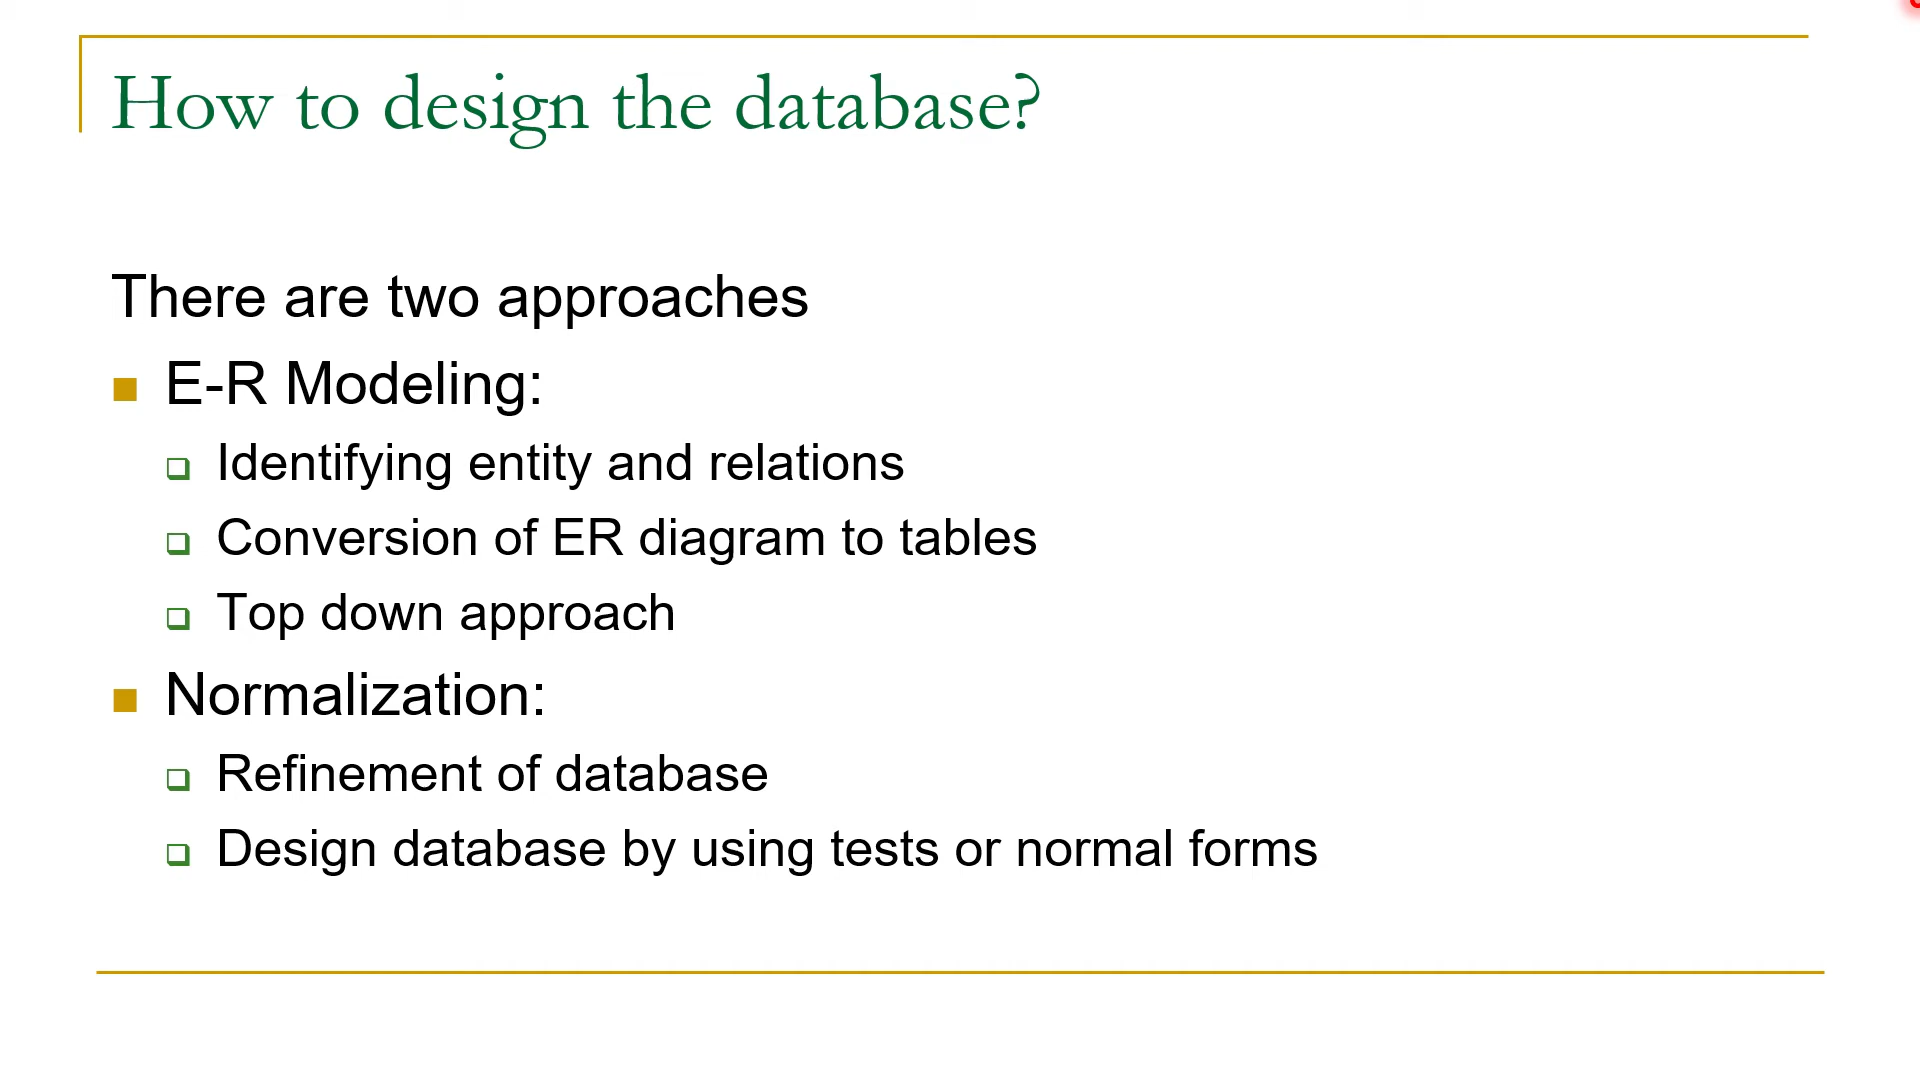 How to design the database?
There are two approaches
E-R Modeling:
Identifying entity and relations
Conversion of ER diagram to tables
Top down approach
Normalization:
Refinement of database
Design database by using tests or normal forms